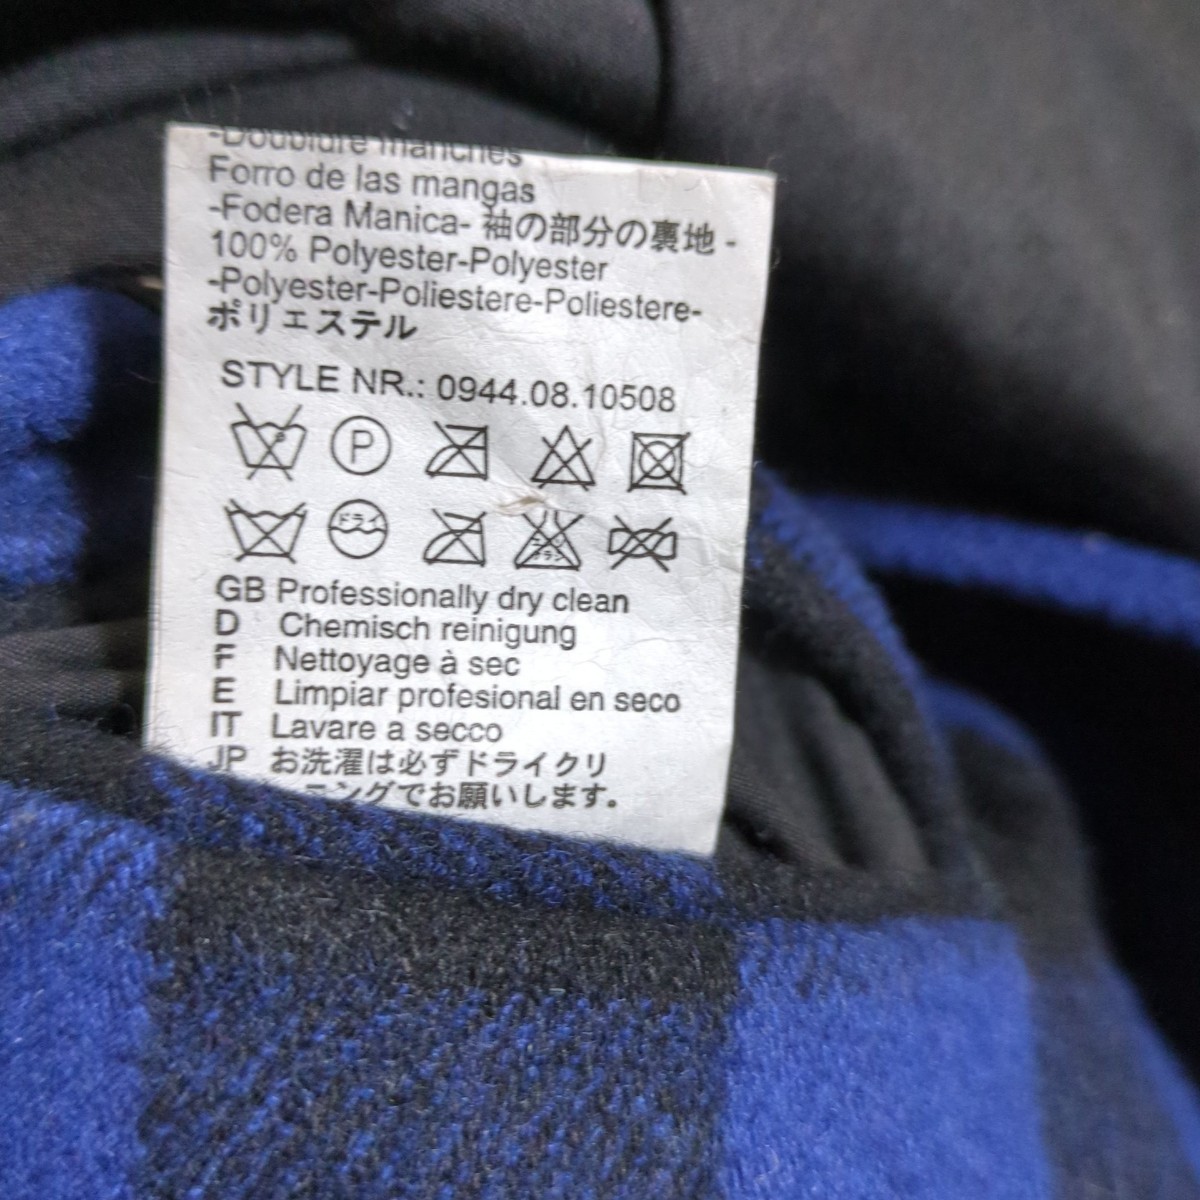 -Doublure manches
Forro de las mangas
-Fodera Manica- 袖の部分の裏地 -
100% Polyester-Polyester
-Polyester-Poliestere-Poliestere-
ポリエステル
STYLE NR.: 0944.08.10508
P
ドライ
GB Professionally dry clean
D Chemisch reinigung
F Nettoyage à sec
E Limpiar profesional en seco
IT Lavare a secco
JP お洗濯は必ずドライクリ
ニングでお願いします。